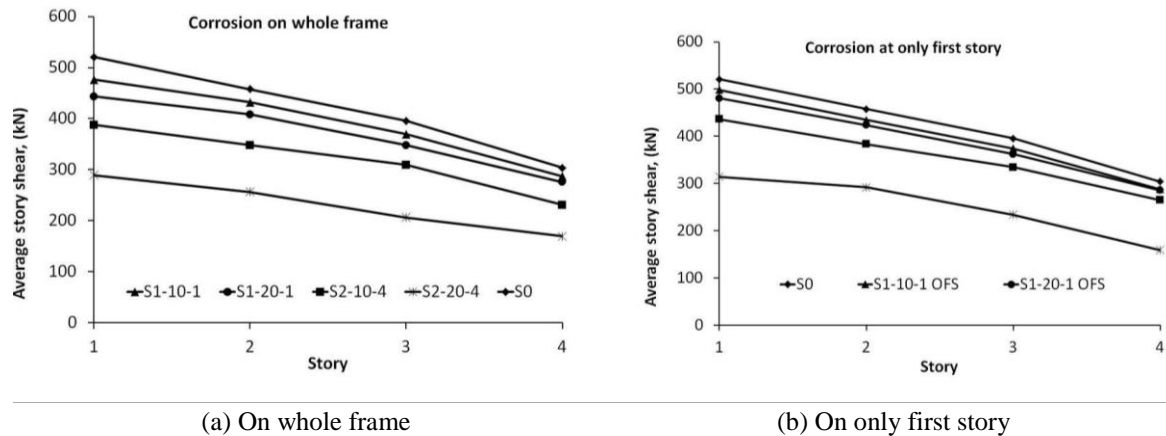 Corrosion on whole frame
600
500
400
300
200
100
0
Average story shear, (kN)
S1-10-1 S1-20-1 S2-10-4 S2-20-4 S0
1 2 3 4
Story
(a) On whole frame
Corrosion at only first story
600
500
400
300
200
100
0
Average story shear, (kN)
S0 S1-10-1 OFS S1-20-1 OFS
1 2 3 4
Story
(b) On only first story